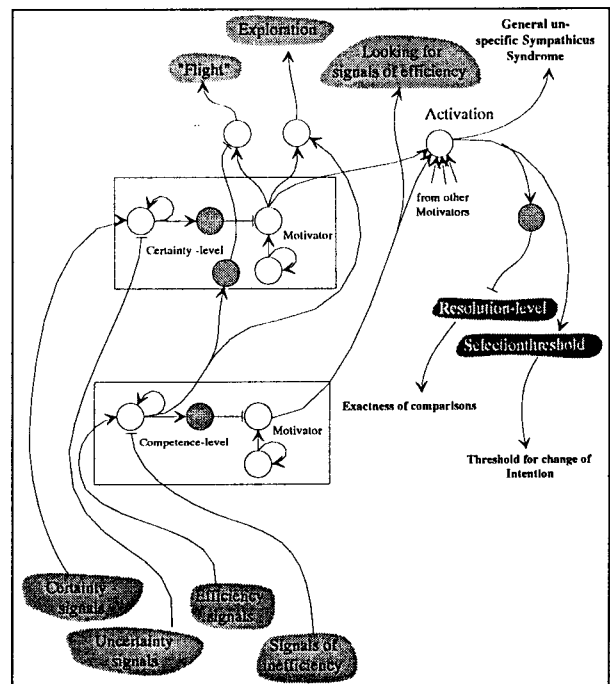 General un-
specific Sympathicus
Syndrome
Exploration
Looking for
signals of efficiency
"Flight"
Activation
from other
Motivators
Certainty -level
Motivator
Resolution-level
Selectionthreshold
Exactness of comparisons
Competence-level
Motivator
Threshold for change of
Intention
Certainty -
signals
Efficiency
signals
Uncertainty
signals
Signals of
inefficiency